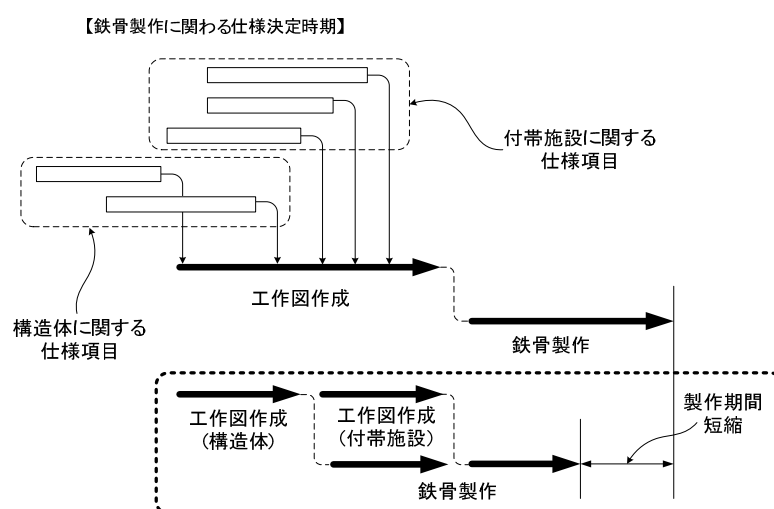 【鉄骨製作に関わる仕様決定時期】
付帯施設に関する
仕様項目
工作図作成
構造体に関する
仕様項目
鉄骨製作
工作図作成
(構造体)
工作図作成
(付帯施設)
製作期間
短縮
鉄骨製作